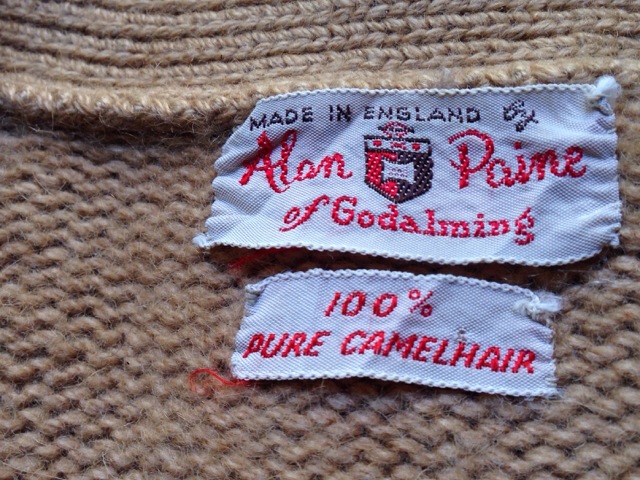 MADE IN ENGLAND by
Alan Paine
of Godalming
100%
PURE CAMELHAIR